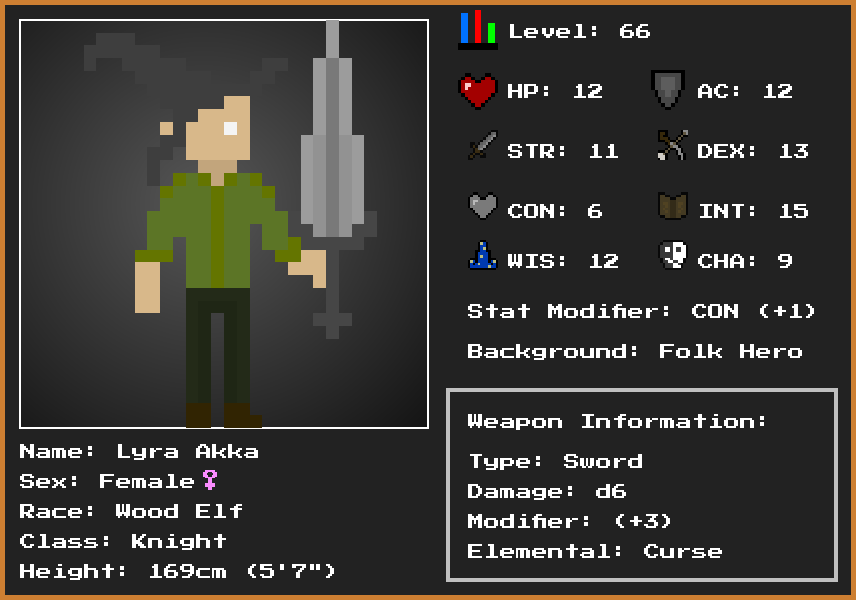 Level: 66
HP: 12
AC: 12
STR: 11
DEX: 13
CON: 6
INT: 15
WIS: 12
CHA: 9
Stat Modifier: CON (+1)
Background: Folk Hero
Weapon Information:
Type: Sword
Damage: d6
Modifier: (+3)
Elemental: Curse
Name: Lyra Akka
Sex: Female♀
Race: Wood Elf
Class: Knight
Height: 169cm (5'7")